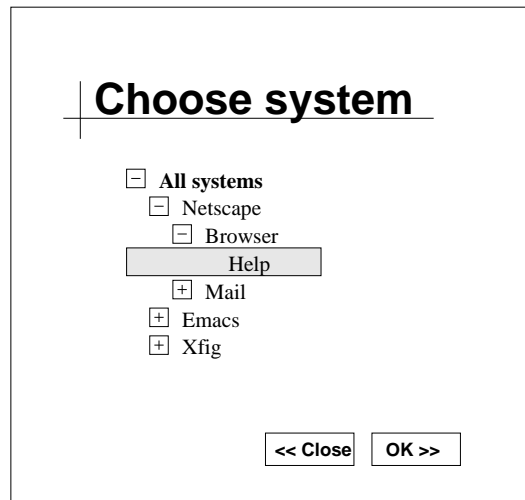 Choose system
− All systems
− Netscape
− Browser
Help
+ Mail
+ Emacs
+ Xfig
<< Close OK >>